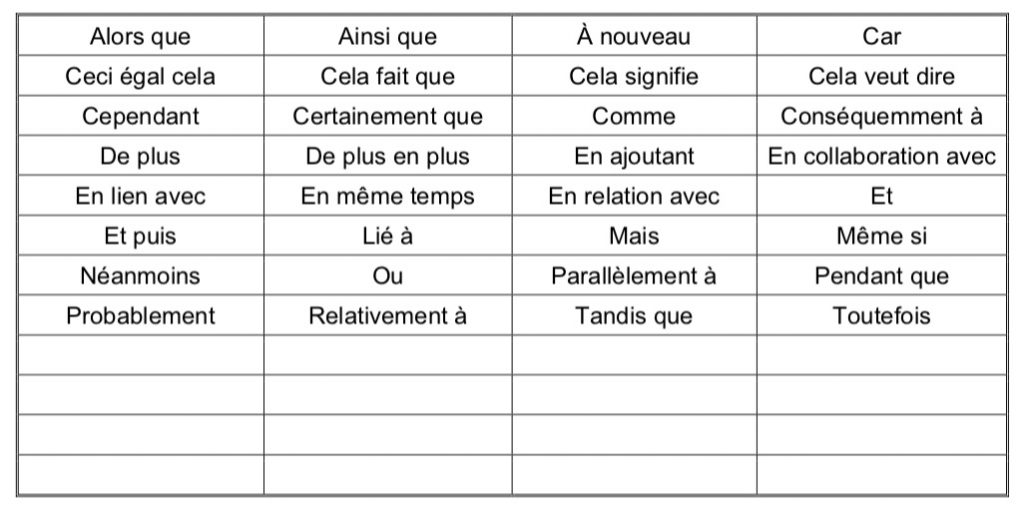 Alors que Ainsi que À nouveau Car
Ceci égal cela Cela fait que Cela signifie Cela veut dire
Cependant Certainement que Comme Conséquemment à
De plus De plus en plus En ajoutant En collaboration avec
En lien avec En même temps En relation avec Et
Et puis Lié à Mais Même si
Néanmoins Ou Parallèlement à Pendant que
Probablement Relativement à Tandis que Toutefois